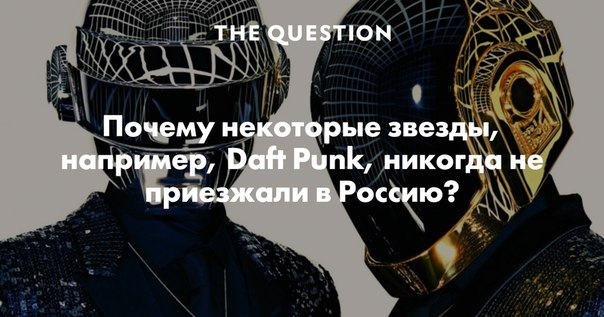 THE QUESTION
Почему некоторые звезды,
например, Daft Punk, никогда не
приезжали в Россию?